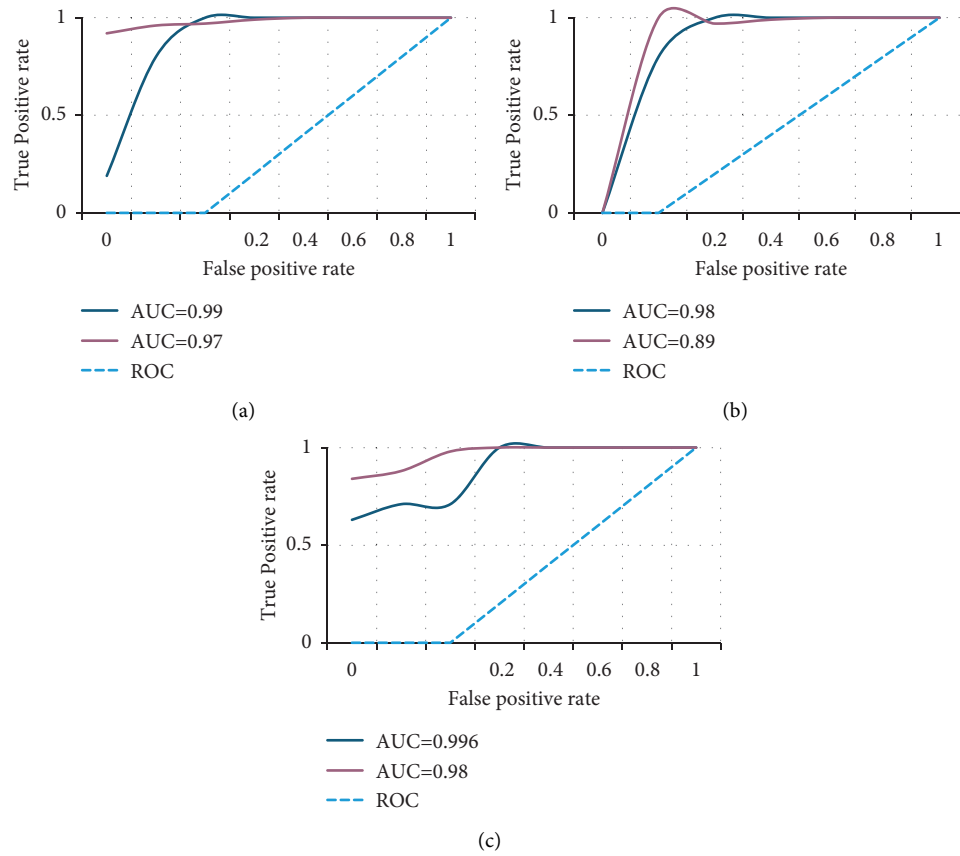 True Positive rate
1
0.5
0
0 0.2 0.4 0.6 0.8 1
False positive rate
AUC=0.99
AUC=0.97
ROC
(a)
True Positive rate
1
0.5
0
0 0.2 0.4 0.6 0.8 1
False positive rate
AUC=0.98
AUC=0.89
ROC
(b)
True Positive rate
1
0.5
0
0 0.2 0.4 0.6 0.8 1
False positive rate
AUC=0.996
AUC=0.98
ROC
(c)